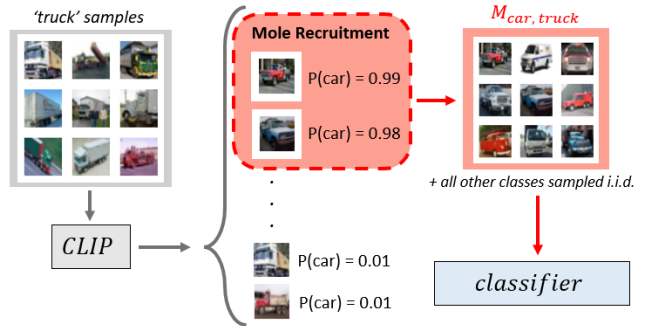 'truck' samples
CLIP
Mole Recruitment
P(car) = 0.99
P(car) = 0.98
.
.
.
P(car) = 0.01
P(car) = 0.01
M_{car, truck}
+ all other classes sampled i.i.d.
classifier